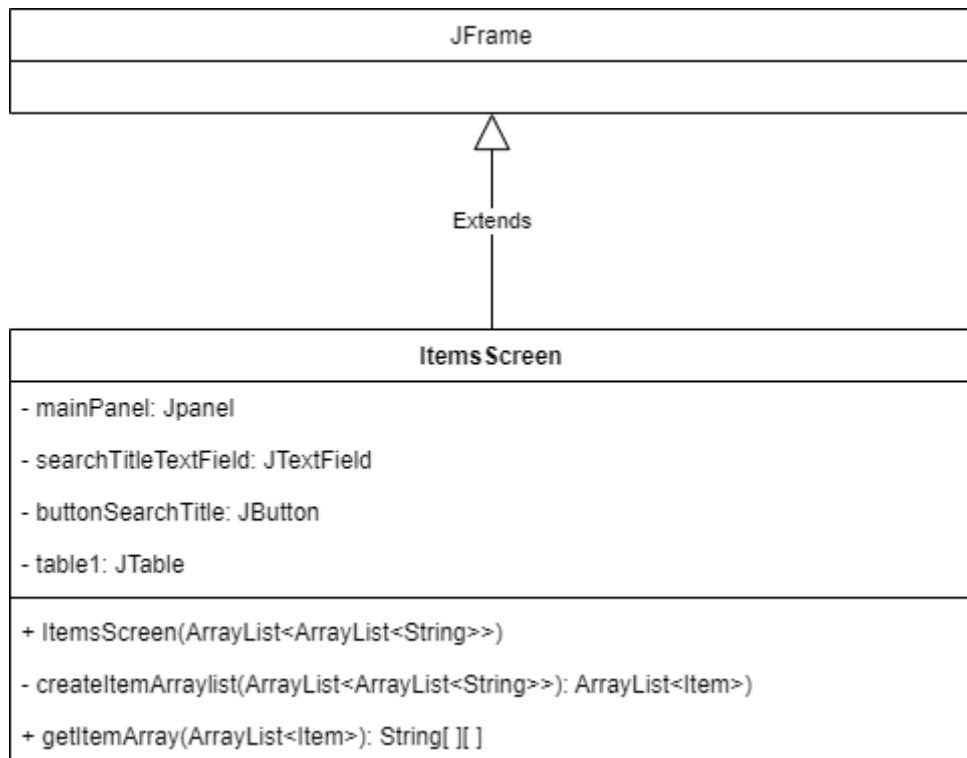 JFrame
Extends
ItemsScreen
- mainPanel: Jpanel
- searchTitleTextField: JTextField
- buttonSearchTitle: JButton
- table1: JTable
+ ItemsScreen(ArrayList<ArrayList<String>>)
- createItemArraylist(ArrayList<ArrayList<String>>): ArrayList<Item>)
+ getItemArray(ArrayList<Item>): String[ ][ ]